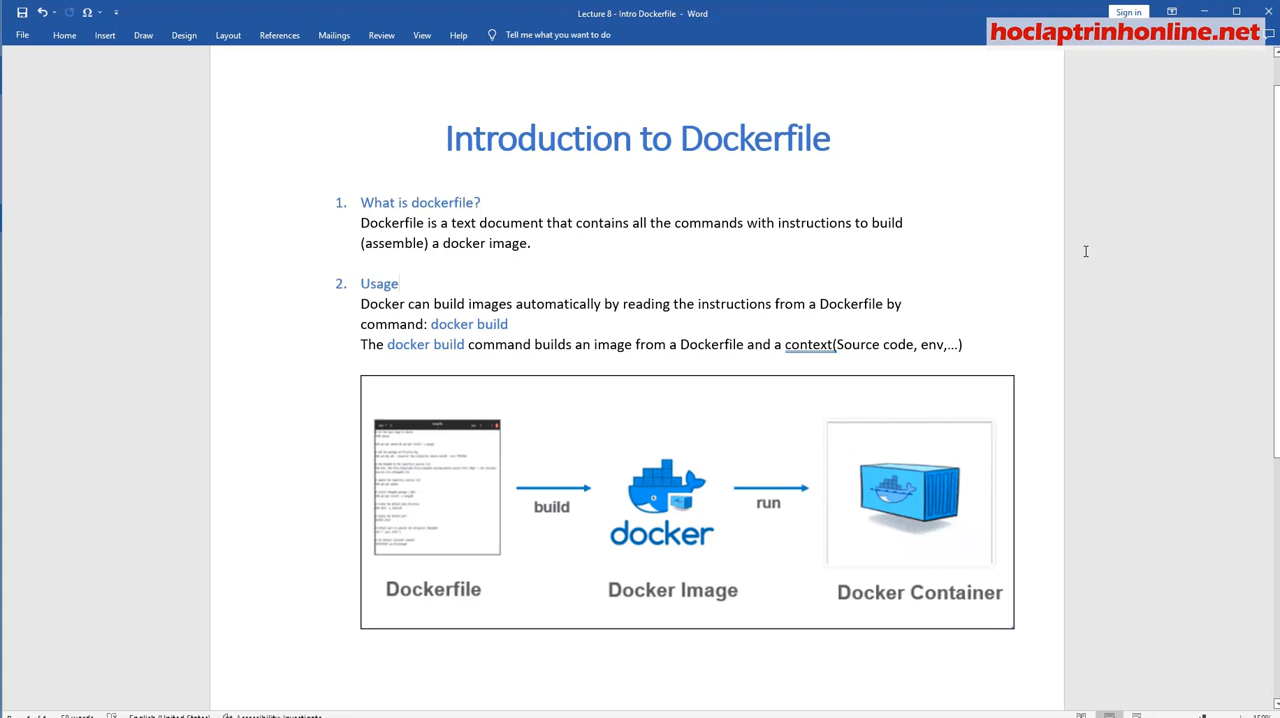 Lecture 8 - Intro Dockerfile - Word
Sign in
File Home Insert Draw Design Layout References Mailings Review View Help Tell me what you want to do
hoclaptrinhonline.net
Introduction to Dockerfile
1. What is dockerfile?
Dockerfile is a text document that contains all the commands with instructions to build
(assemble) a docker image.
2. Usage
Docker can build images automatically by reading the instructions from a Dockerfile by
command: docker build
The docker build command builds an image from a Dockerfile and a context(Source code, env,...)
build
docker
run
Dockerfile
Docker Image
Docker Container